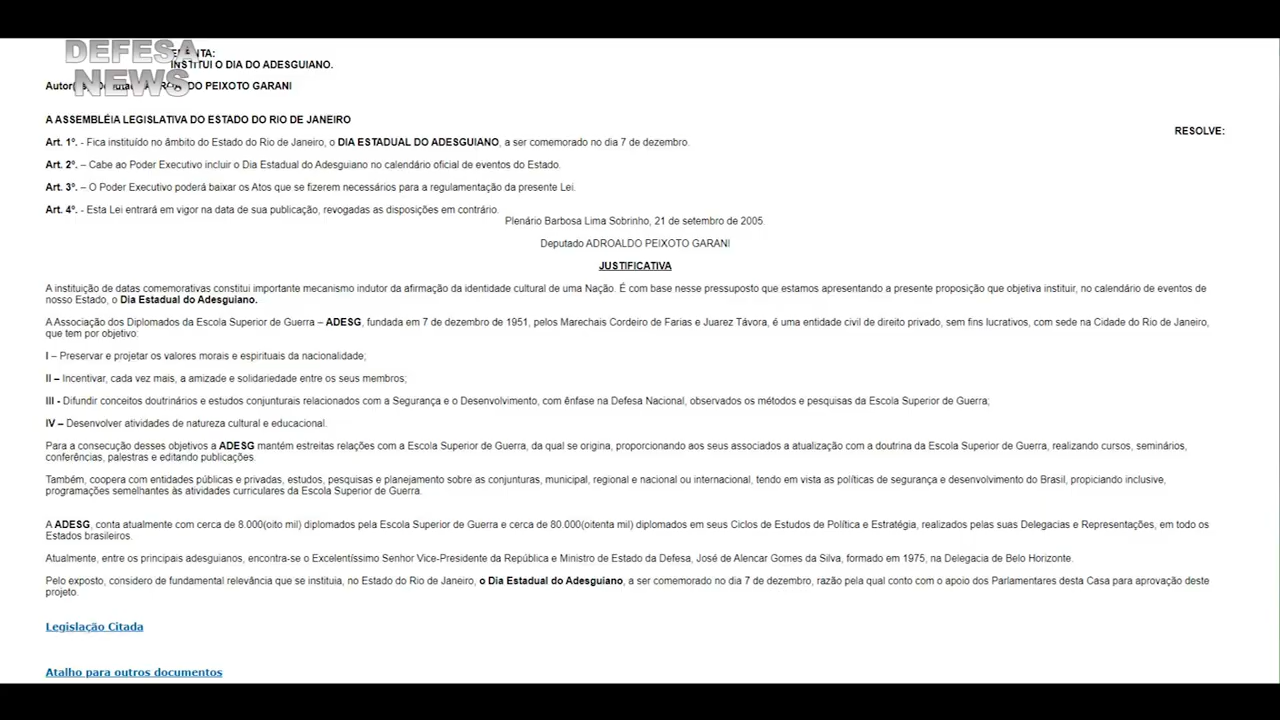 DEFESA
NEWS
INSTITUI O DIA DO ADESGUIANO.
PEIXOTO GARANI
A ASSEMBLÉIA LEGISLATIVA DO ESTADO DO RIO DE JANEIRO
RESOLVE:
Art. 1º. - Fica instituído no âmbito do Estado do Rio de Janeiro, o DIA ESTADUAL DO ADESGUIANO, a ser comemorado no dia 7 de dezembro.
Art. 2º. – Cabe ao Poder Executivo incluir o Dia Estadual do Adesguiano no calendário oficial de eventos do Estado.
Art. 3º. – O Poder Executivo poderá baixar os Atos que se fizerem necessários para a regulamentação da presente Lei.
Art. 4º. - Esta Lei entrará em vigor na data de sua publicação, revogadas as disposições em contrário.
Plenário Barbosa Lima Sobrinho, 21 de setembro de 2005.
Deputado ADROALDO PEIXOTO GARANI
JUSTIFICATIVA
A instituição de datas comemorativas constitui importante mecanismo indutor da afirmação da identidade cultural de uma Nação. É com base nesse pressuposto que estamos apresentando a presente proposição que objetiva instituir, no calendário de eventos de
nosso Estado, o Dia Estadual do Adesguiano.
A Associação dos Diplomados da Escola Superior de Guerra – ADESG, fundada em 7 de dezembro de 1951, pelos Marechais Cordeiro de Farias e Juarez Távora, é uma entidade civil de direito privado, sem fins lucrativos, com sede na Cidade do Rio de Janeiro,
que tem por objetivo:
I – Preservar e projetar os valores morais e espirituais da nacionalidade;
II – Incentivar, cada vez mais, a amizade e solidariedade entre os seus membros;
III - Difundir conceitos doutrinários e estudos conjunturais relacionados com a Segurança e o Desenvolvimento, com ênfase na Defesa Nacional, observados os métodos e pesquisas da Escola Superior de Guerra;
IV – Desenvolver atividades de natureza cultural e educacional.
Para a consecução desses objetivos a ADESG mantém estreitas relações com a Escola Superior de Guerra, da qual se origina, proporcionando aos seus associados a atualização com a doutrina da Escola Superior de Guerra, realizando cursos, seminários,
conferências, palestras e editando publicações.
Também, coopera com entidades públicas e privadas, estudos, pesquisas e planejamento sobre as conjunturas, municipal, regional e nacional ou internacional, tendo em vista as políticas de segurança e desenvolvimento do Brasil, propiciando inclusive,
programações semelhantes às atividades curriculares da Escola Superior de Guerra.
A ADESG, conta atualmente com cerca de 8.000(oito mil) diplomados pela Escola Superior de Guerra e cerca de 80.000(oitenta mil) diplomados em seus Ciclos de Estudos de Política e Estratégia, realizados pelas suas Delegacias e Representações, em todo os
Estados brasileiros.
Atualmente, entre os principais adesguianos, encontra-se o Excelentíssimo Senhor Vice-Presidente da República e Ministro de Estado da Defesa, José de Alencar Gomes da Silva, formado em 1975, na Delegacia de Belo Horizonte.
Pelo exposto, considero de fundamental relevância que se instituia, no Estado do Rio de Janeiro, o Dia Estadual do Adesguiano, a ser comemorado no dia 7 de dezembro, razão pela qual conto com o apoio dos Parlamentares desta Casa para aprovação deste
projeto.
Legislação Citada
Atalho para outros documentos